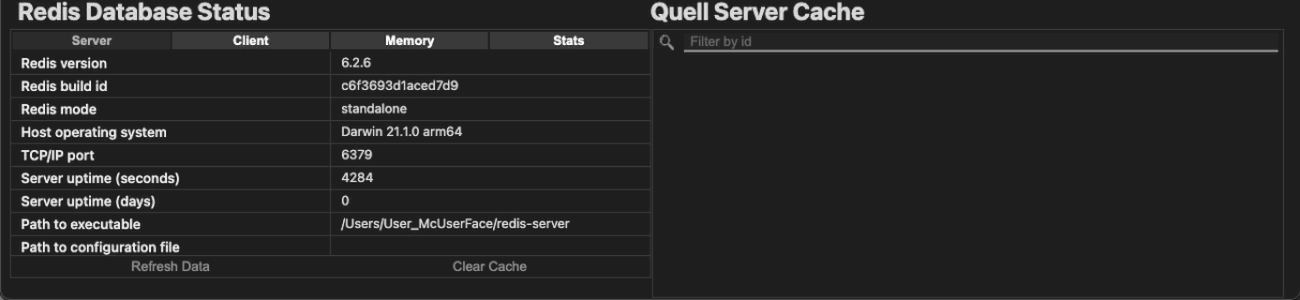 Redis Database Status
Server Client Memory Stats
Redis version 6.2.6
Redis build id c6f3693d1aced7d9
Redis mode standalone
Host operating system Darwin 21.1.0 arm64
TCP/IP port 6379
Server uptime (seconds) 4284
Server uptime (days) 0
Path to executable /Users/User_McUserFace/redis-server
Path to configuration file
Refresh Data Clear Cache
Quell Server Cache
Filter by id